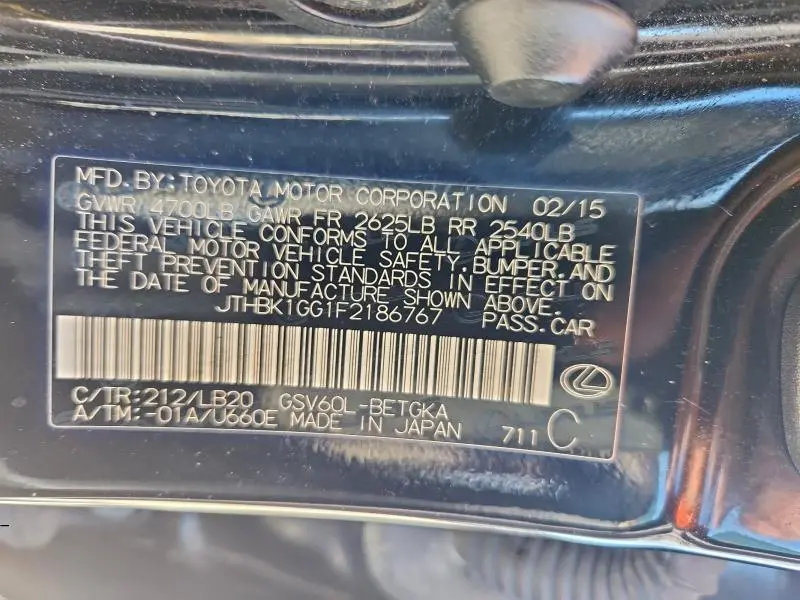 MFD.BY:TOYOTA MOTOR CORPORATION 02/15
GVWR 4700LB GAWR FR 2625LB RR 2540LB
THIS VEHICLE CONFORMS TO ALL APPLICABLE
FEDERAL MOTOR VEHICLE SAFETY,BUMPER,AND
THEFT PREVENTION STANDARDS IN EFFECT ON
THE DATE OF MANUFACTURE SHOWN ABOVE.
JTHBK1GG1F2186767 PASS.CAR
C/TR:212/LB20 GSV60L-BETGKA
A/TM:-01A/U660E MADE IN JAPAN 711 C